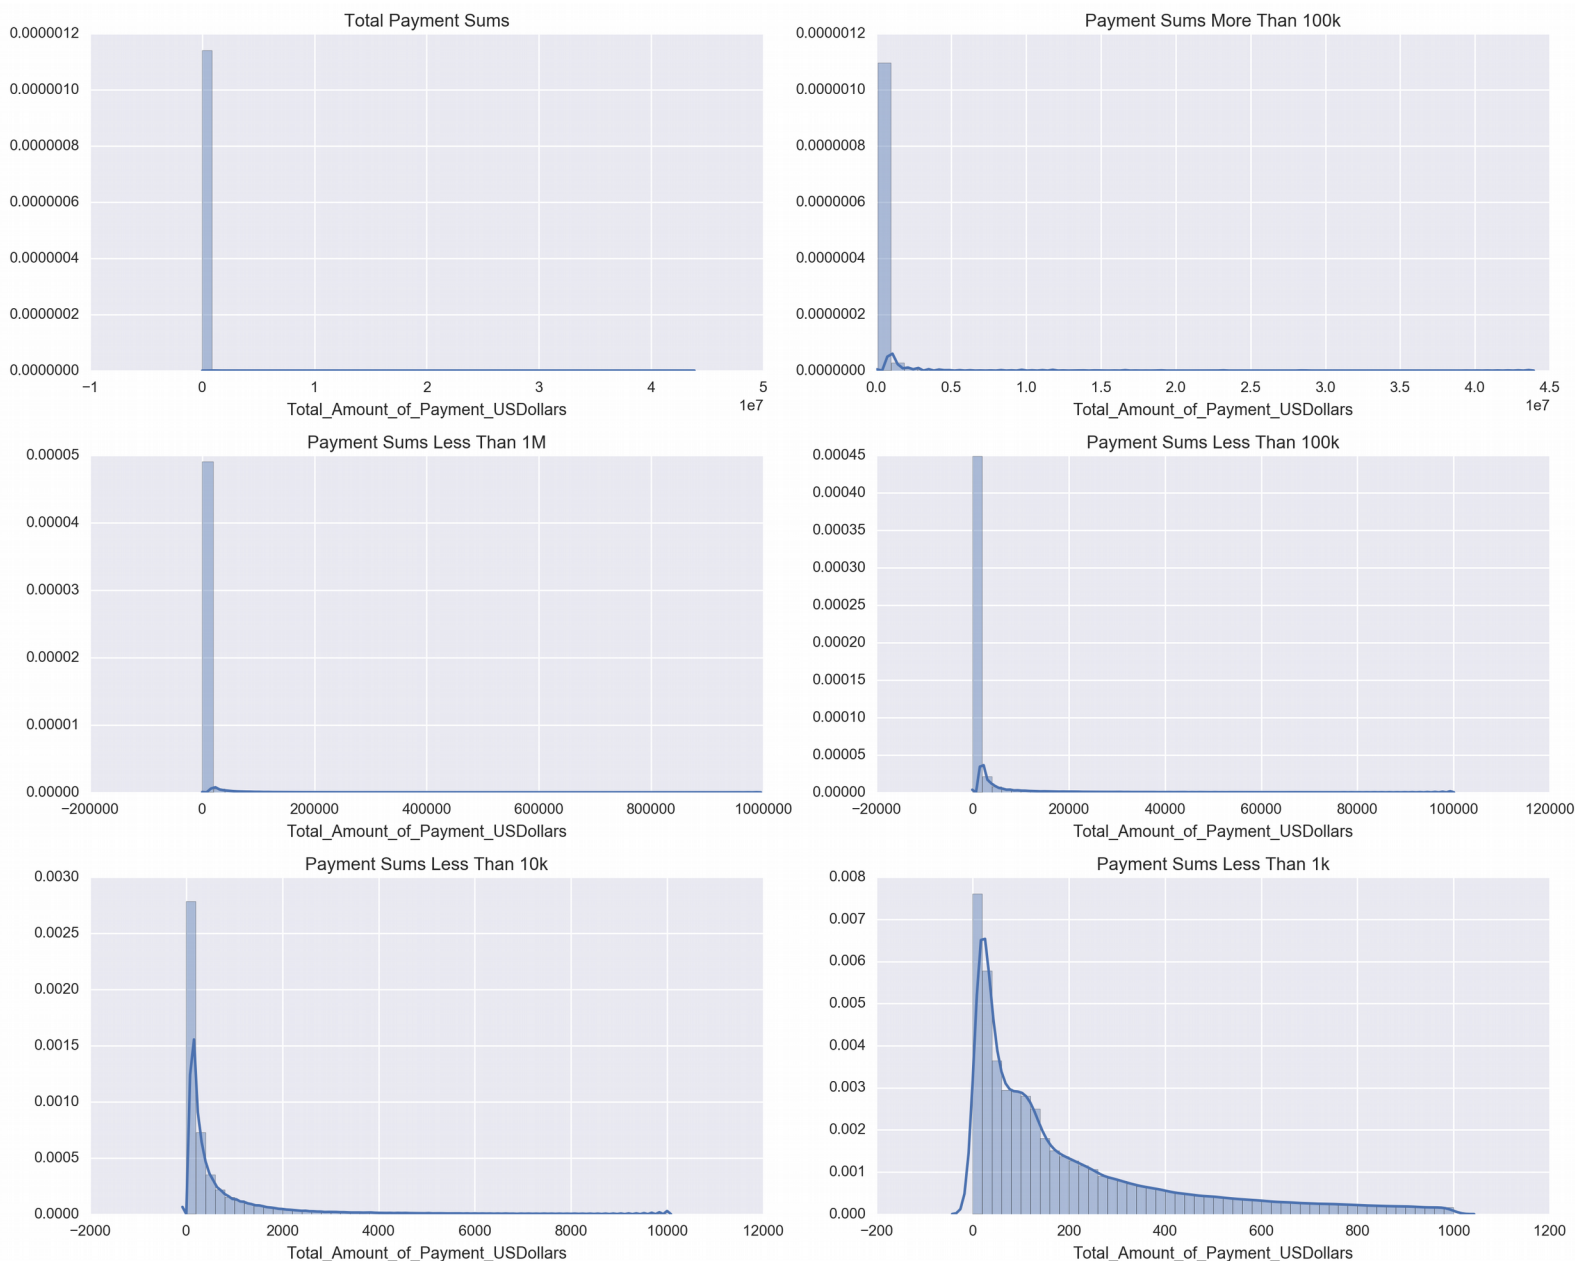 Total Payment Sums
0.0000012
0.0000010
0.0000008
0.0000006
0.0000004
0.0000002
0.0000000
−1 0 1 2 3 4 5
1e7
Total_Amount_of_Payment_USDollars
Payment Sums More Than 100k
0.0000012
0.0000010
0.0000008
0.0000006
0.0000004
0.0000002
0.0000000
0.0 0.5 1.0 1.5 2.0 2.5 3.0 3.5 4.0 4.5
1e7
Total_Amount_of_Payment_USDollars
Payment Sums Less Than 1M
0.00005
0.00004
0.00003
0.00002
0.00001
0.00000
−200000 0 200000 400000 600000 800000 1000000
Total_Amount_of_Payment_USDollars
Payment Sums Less Than 100k
0.00045
0.00040
0.00035
0.00030
0.00025
0.00020
0.00015
0.00010
0.00005
0.00000
−20000 0 20000 40000 60000 80000 100000 120000
Total_Amount_of_Payment_USDollars
Payment Sums Less Than 10k
0.0030
0.0025
0.0020
0.0015
0.0010
0.0005
0.0000
−2000 0 2000 4000 6000 8000 10000 12000
Total_Amount_of_Payment_USDollars
Payment Sums Less Than 1k
0.008
0.007
0.006
0.005
0.004
0.003
0.002
0.001
0.000
−200 0 200 400 600 800 1000 1200
Total_Amount_of_Payment_USDollars